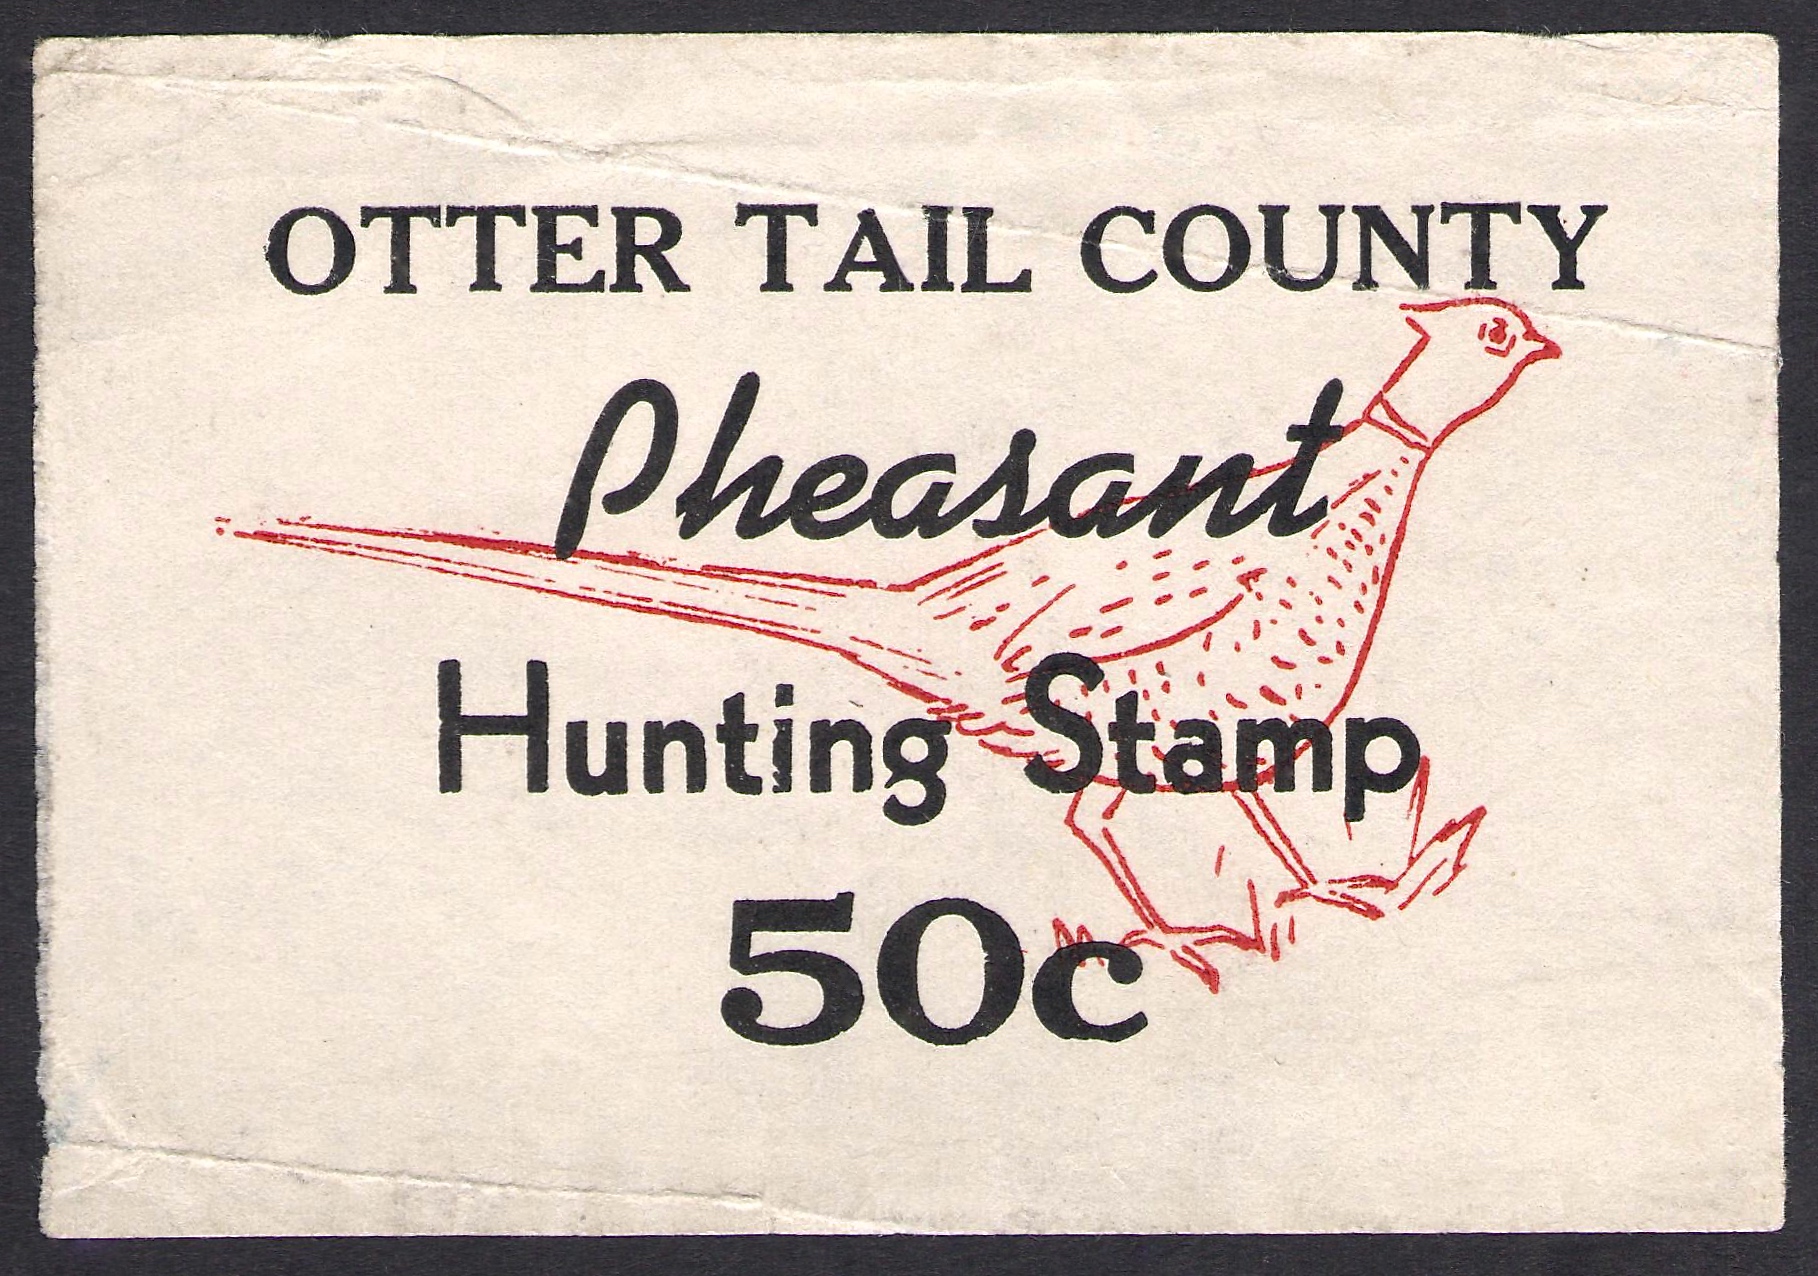 OTTER TAIL COUNTY
Pheasant
Hunting Stamp
50c